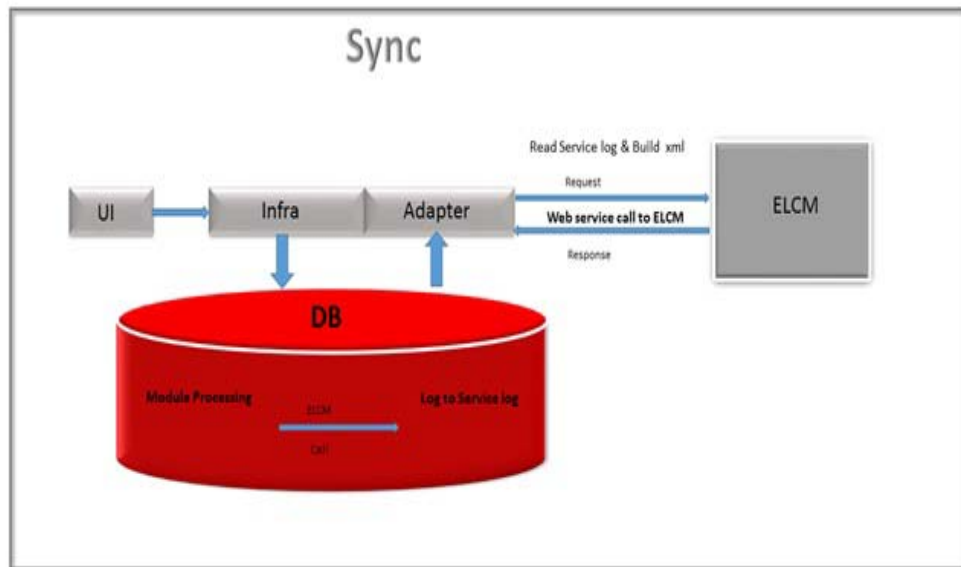 Sync
Read Service log & Build xml
Request
UI
Infra
Adapter
Web service call to ELCM
ELCM
Response
DB
Module Processing
Log to Service log
ELCM
Call